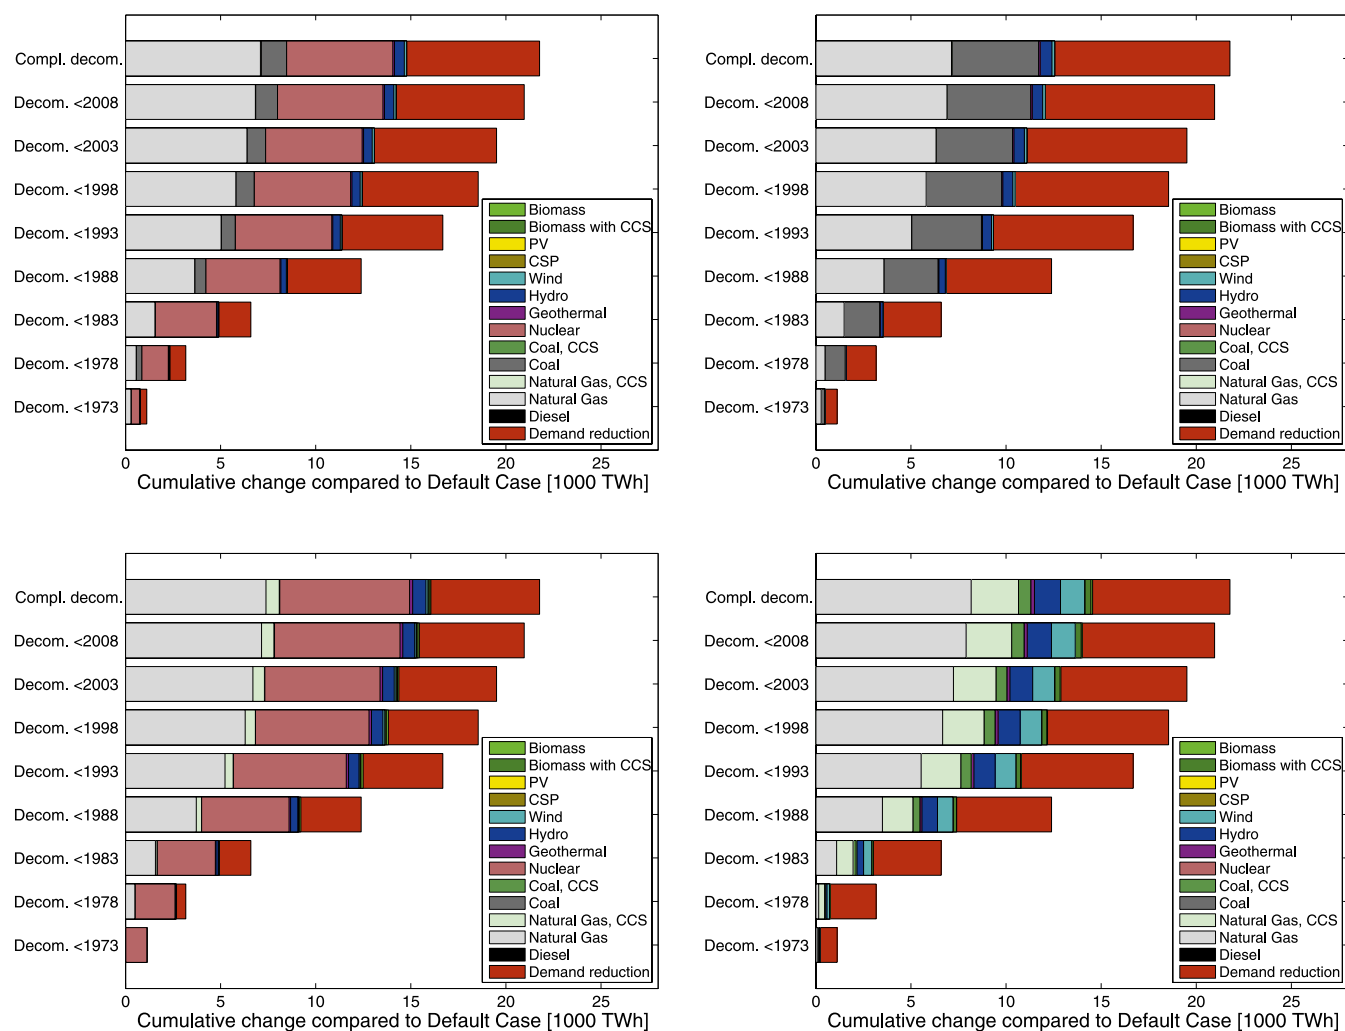 Compl. decom.
Decom. <2008
Decom. <2003
Decom. <1998
Decom. <1993
Decom. <1988
Decom. <1983
Decom. <1978
Decom. <1973
Biomass
Biomass with CCS
PV
CSP
Wind
Hydro
Geothermal
Nuclear
Coal, CCS
Coal
Natural Gas, CCS
Natural Gas
Diesel
Demand reduction
0 5 10 15 20 25
Cumulative change compared to Default Case [1000 TWh]
Compl. decom.
Decom. <2008
Decom. <2003
Decom. <1998
Decom. <1993
Decom. <1988
Decom. <1983
Decom. <1978
Decom. <1973
Biomass
Biomass with CCS
PV
CSP
Wind
Hydro
Geothermal
Nuclear
Coal, CCS
Coal
Natural Gas, CCS
Natural Gas
Diesel
Demand reduction
0 5 10 15 20 25
Cumulative change compared to Default Case [1000 TWh]
Compl. decom.
Decom. <2008
Decom. <2003
Decom. <1998
Decom. <1993
Decom. <1988
Decom. <1983
Decom. <1978
Decom. <1973
Biomass
Biomass with CCS
PV
CSP
Wind
Hydro
Geothermal
Nuclear
Coal, CCS
Coal
Natural Gas, CCS
Natural Gas
Diesel
Demand reduction
0 5 10 15 20 25
Cumulative change compared to Default Case [1000 TWh]
Compl. decom.
Decom. <2008
Decom. <2003
Decom. <1998
Decom. <1993
Decom. <1988
Decom. <1983
Decom. <1978
Decom. <1973
Biomass
Biomass with CCS
PV
CSP
Wind
Hydro
Geothermal
Nuclear
Coal, CCS
Coal
Natural Gas, CCS
Natural Gas
Diesel
Demand reduction
0 5 10 15 20 25
Cumulative change compared to Default Case [1000 TWh]